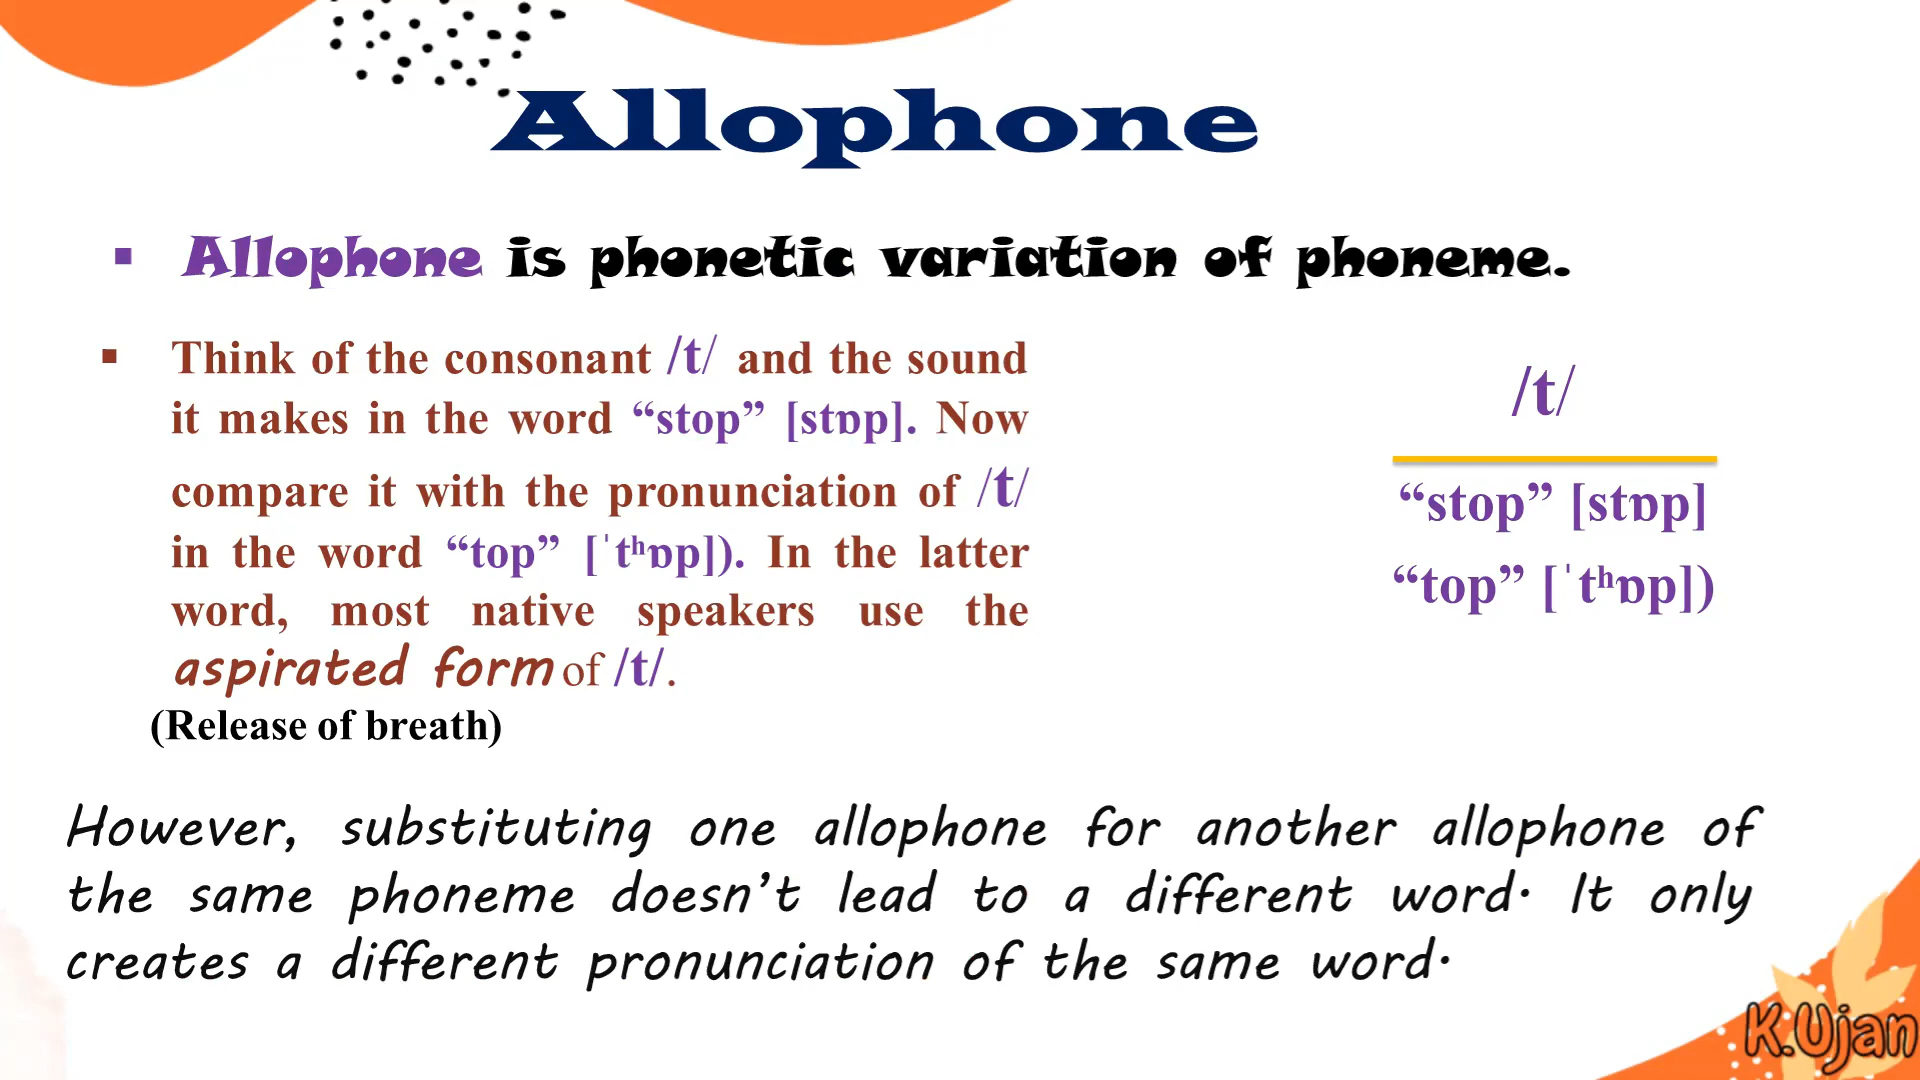 Allophone
▪ Allophone is phonetic variation of phoneme.
▪ Think of the consonant /t/ and the sound
it makes in the word “stop” [stɒp]. Now
compare it with the pronunciation of /t/
in the word “top” [ˈtʰɒp]). In the latter
word, most native speakers use the
aspirated form of /t/.
(Release of breath)
/t/
“stop” [stɒp]
“top” [ˈtʰɒp])
However, substituting one allophone for another allophone of
the same phoneme doesn’t lead to a different word. It only
creates a different pronunciation of the same word.
K.Ujan